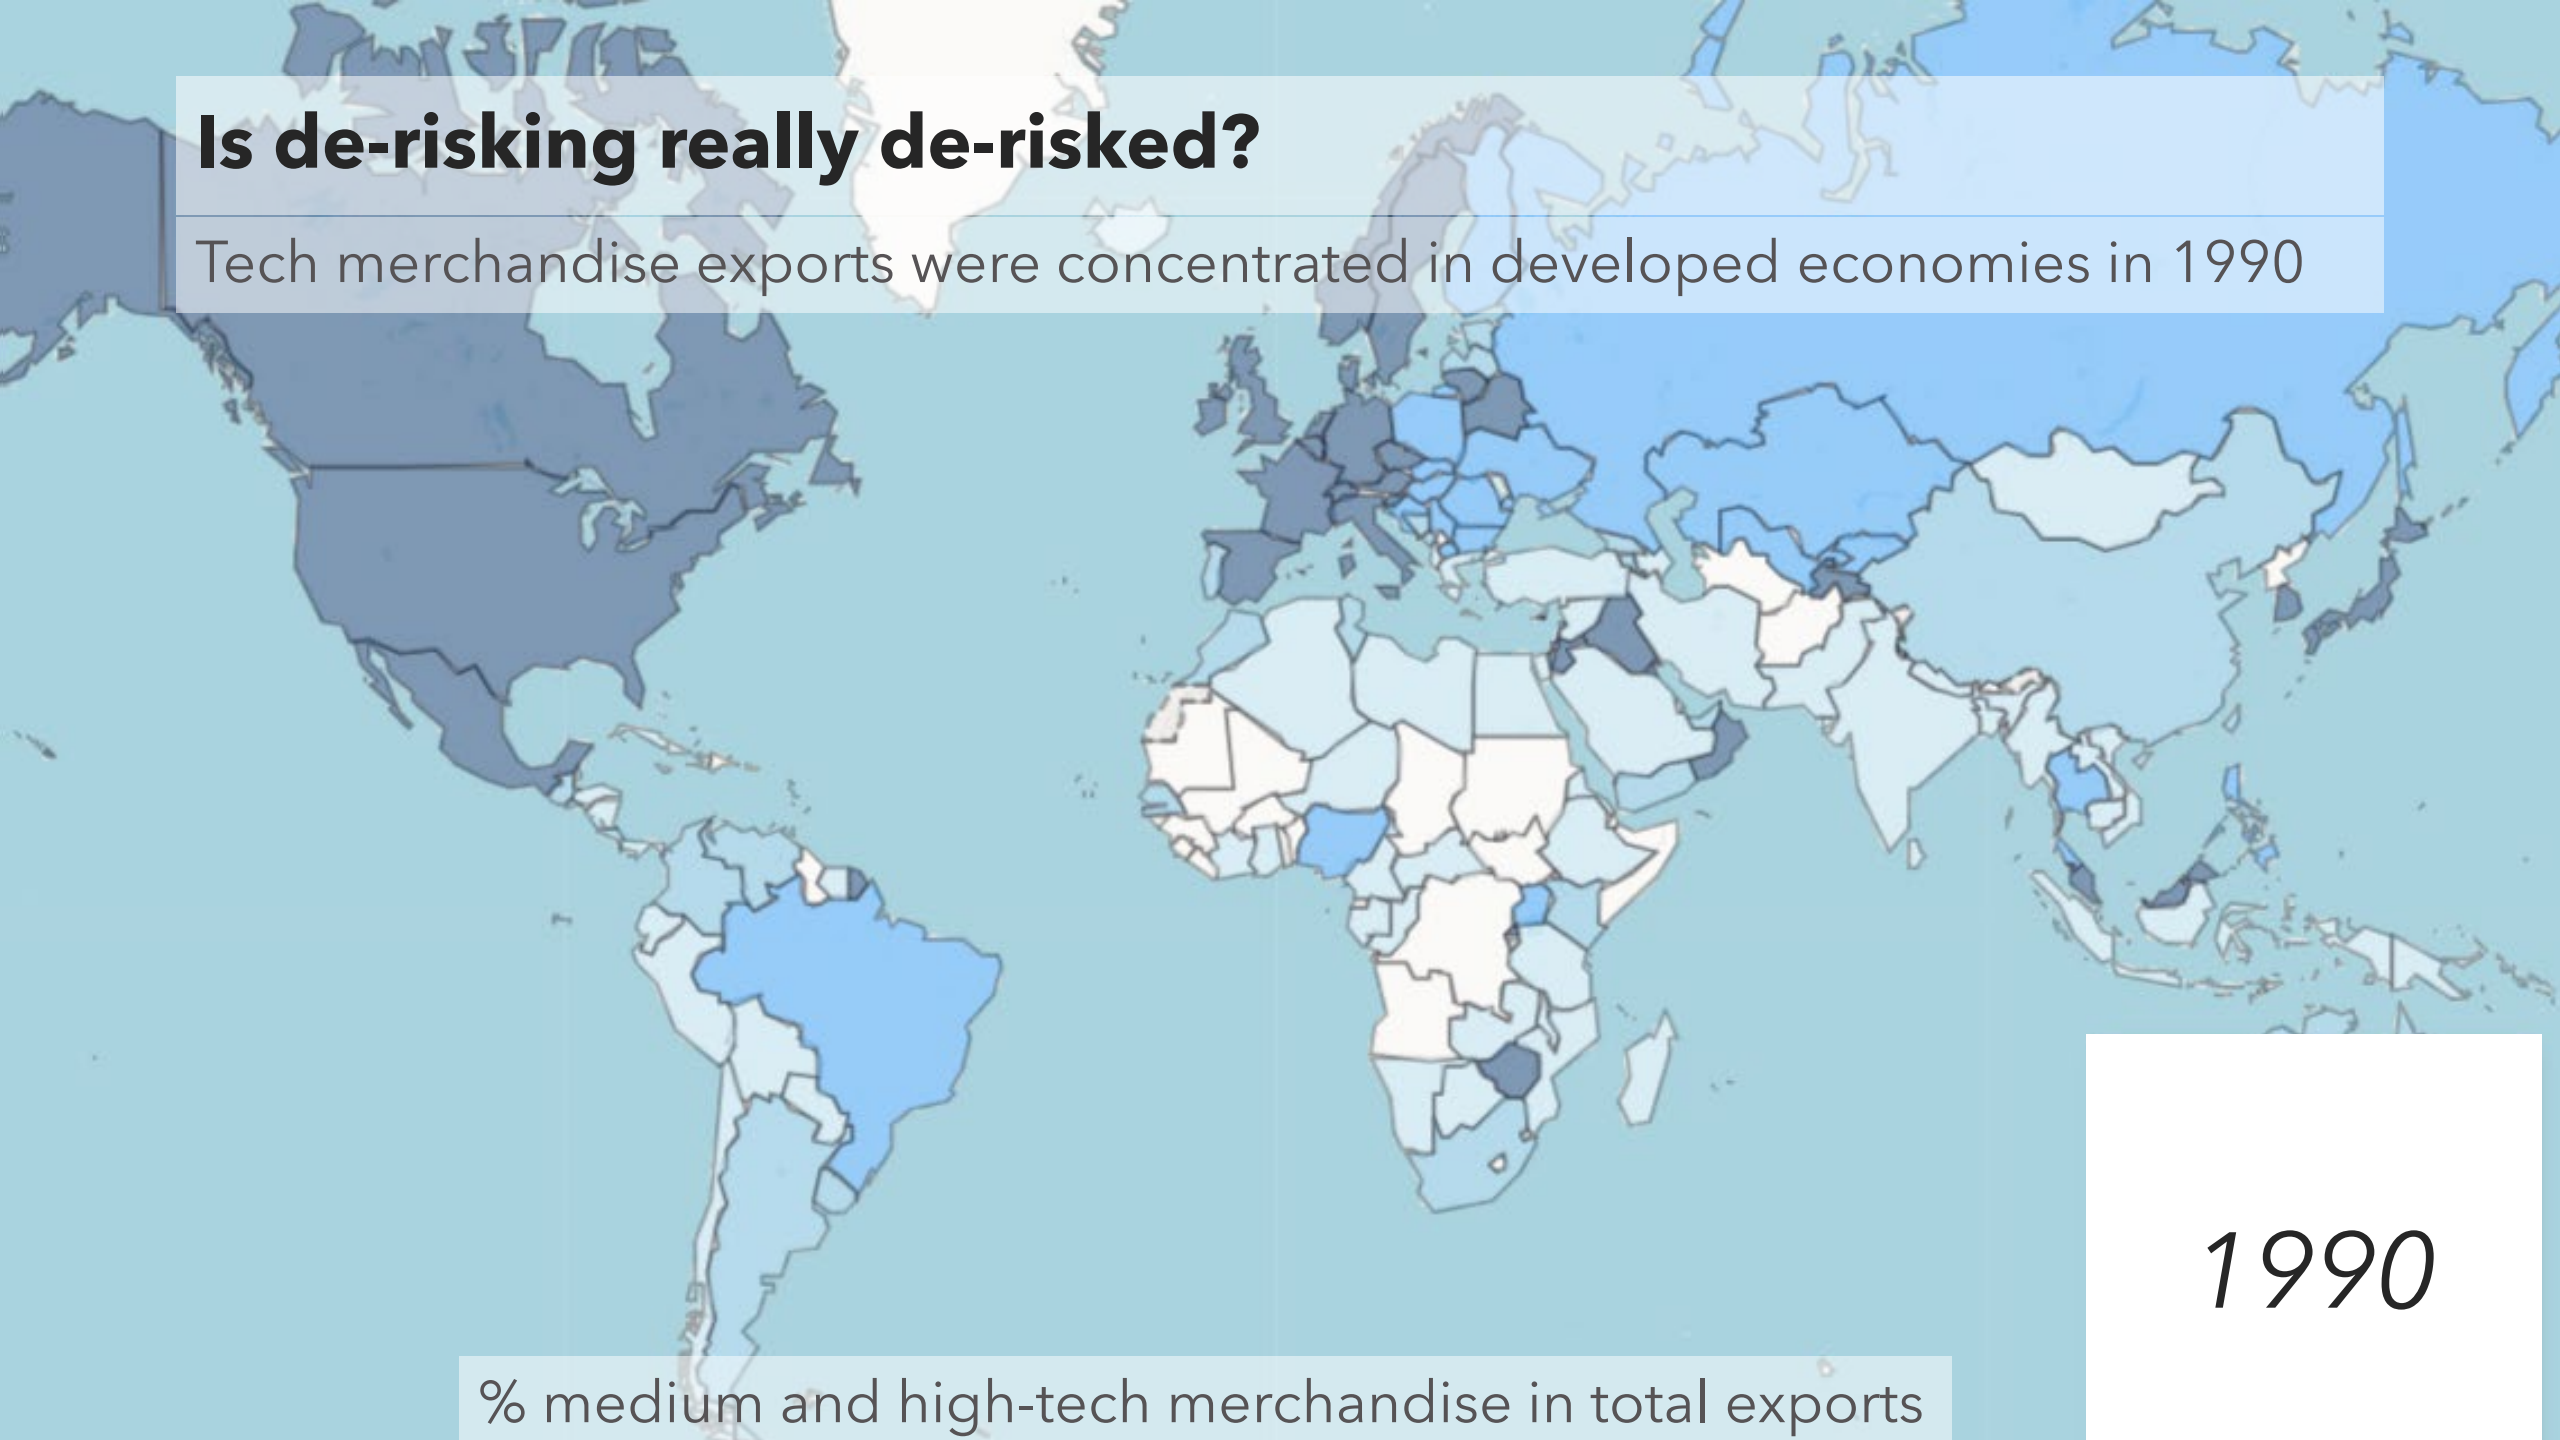 Is de-risking really de-risked?
Tech merchandise exports were concentrated in developed economies in 1990
1990
% medium and high-tech merchandise in total exports